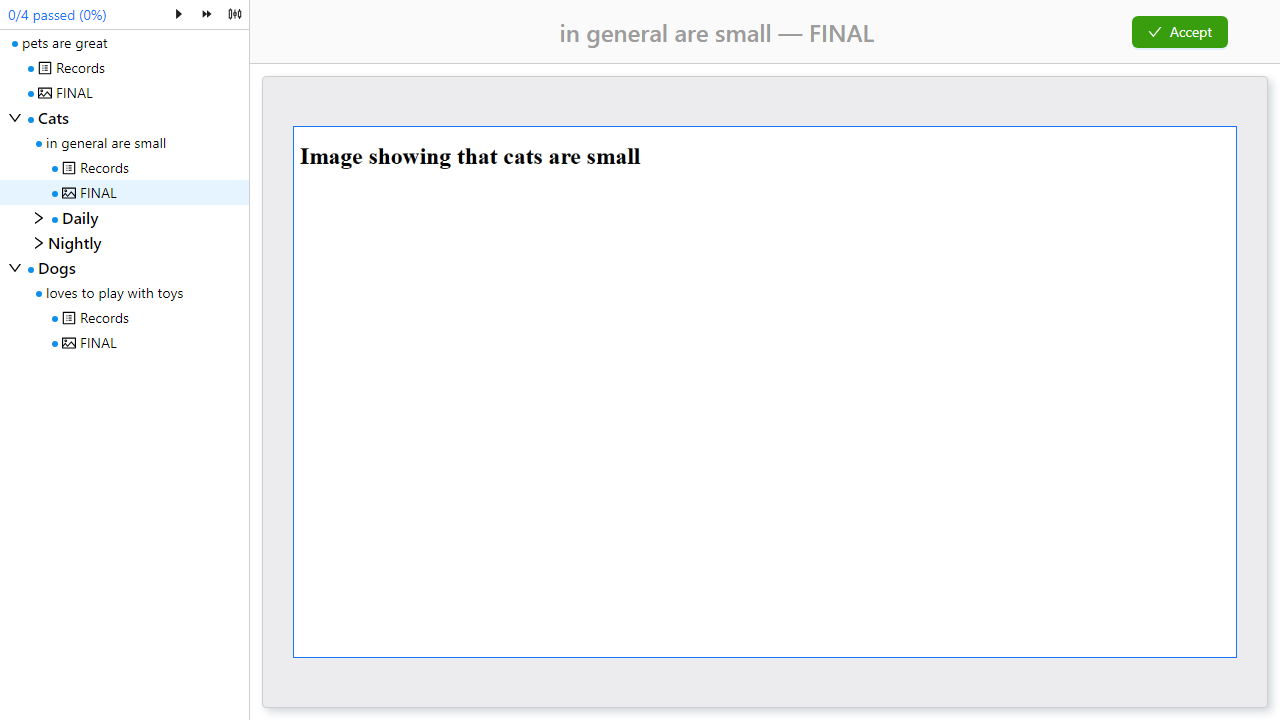 0/4 passed (0%)
pets are great
Records
FINAL
Cats
in general are small
Records
FINAL
Daily
Nightly
Dogs
loves to play with toys
Records
FINAL
in general are small — FINAL
Accept
Image showing that cats are small